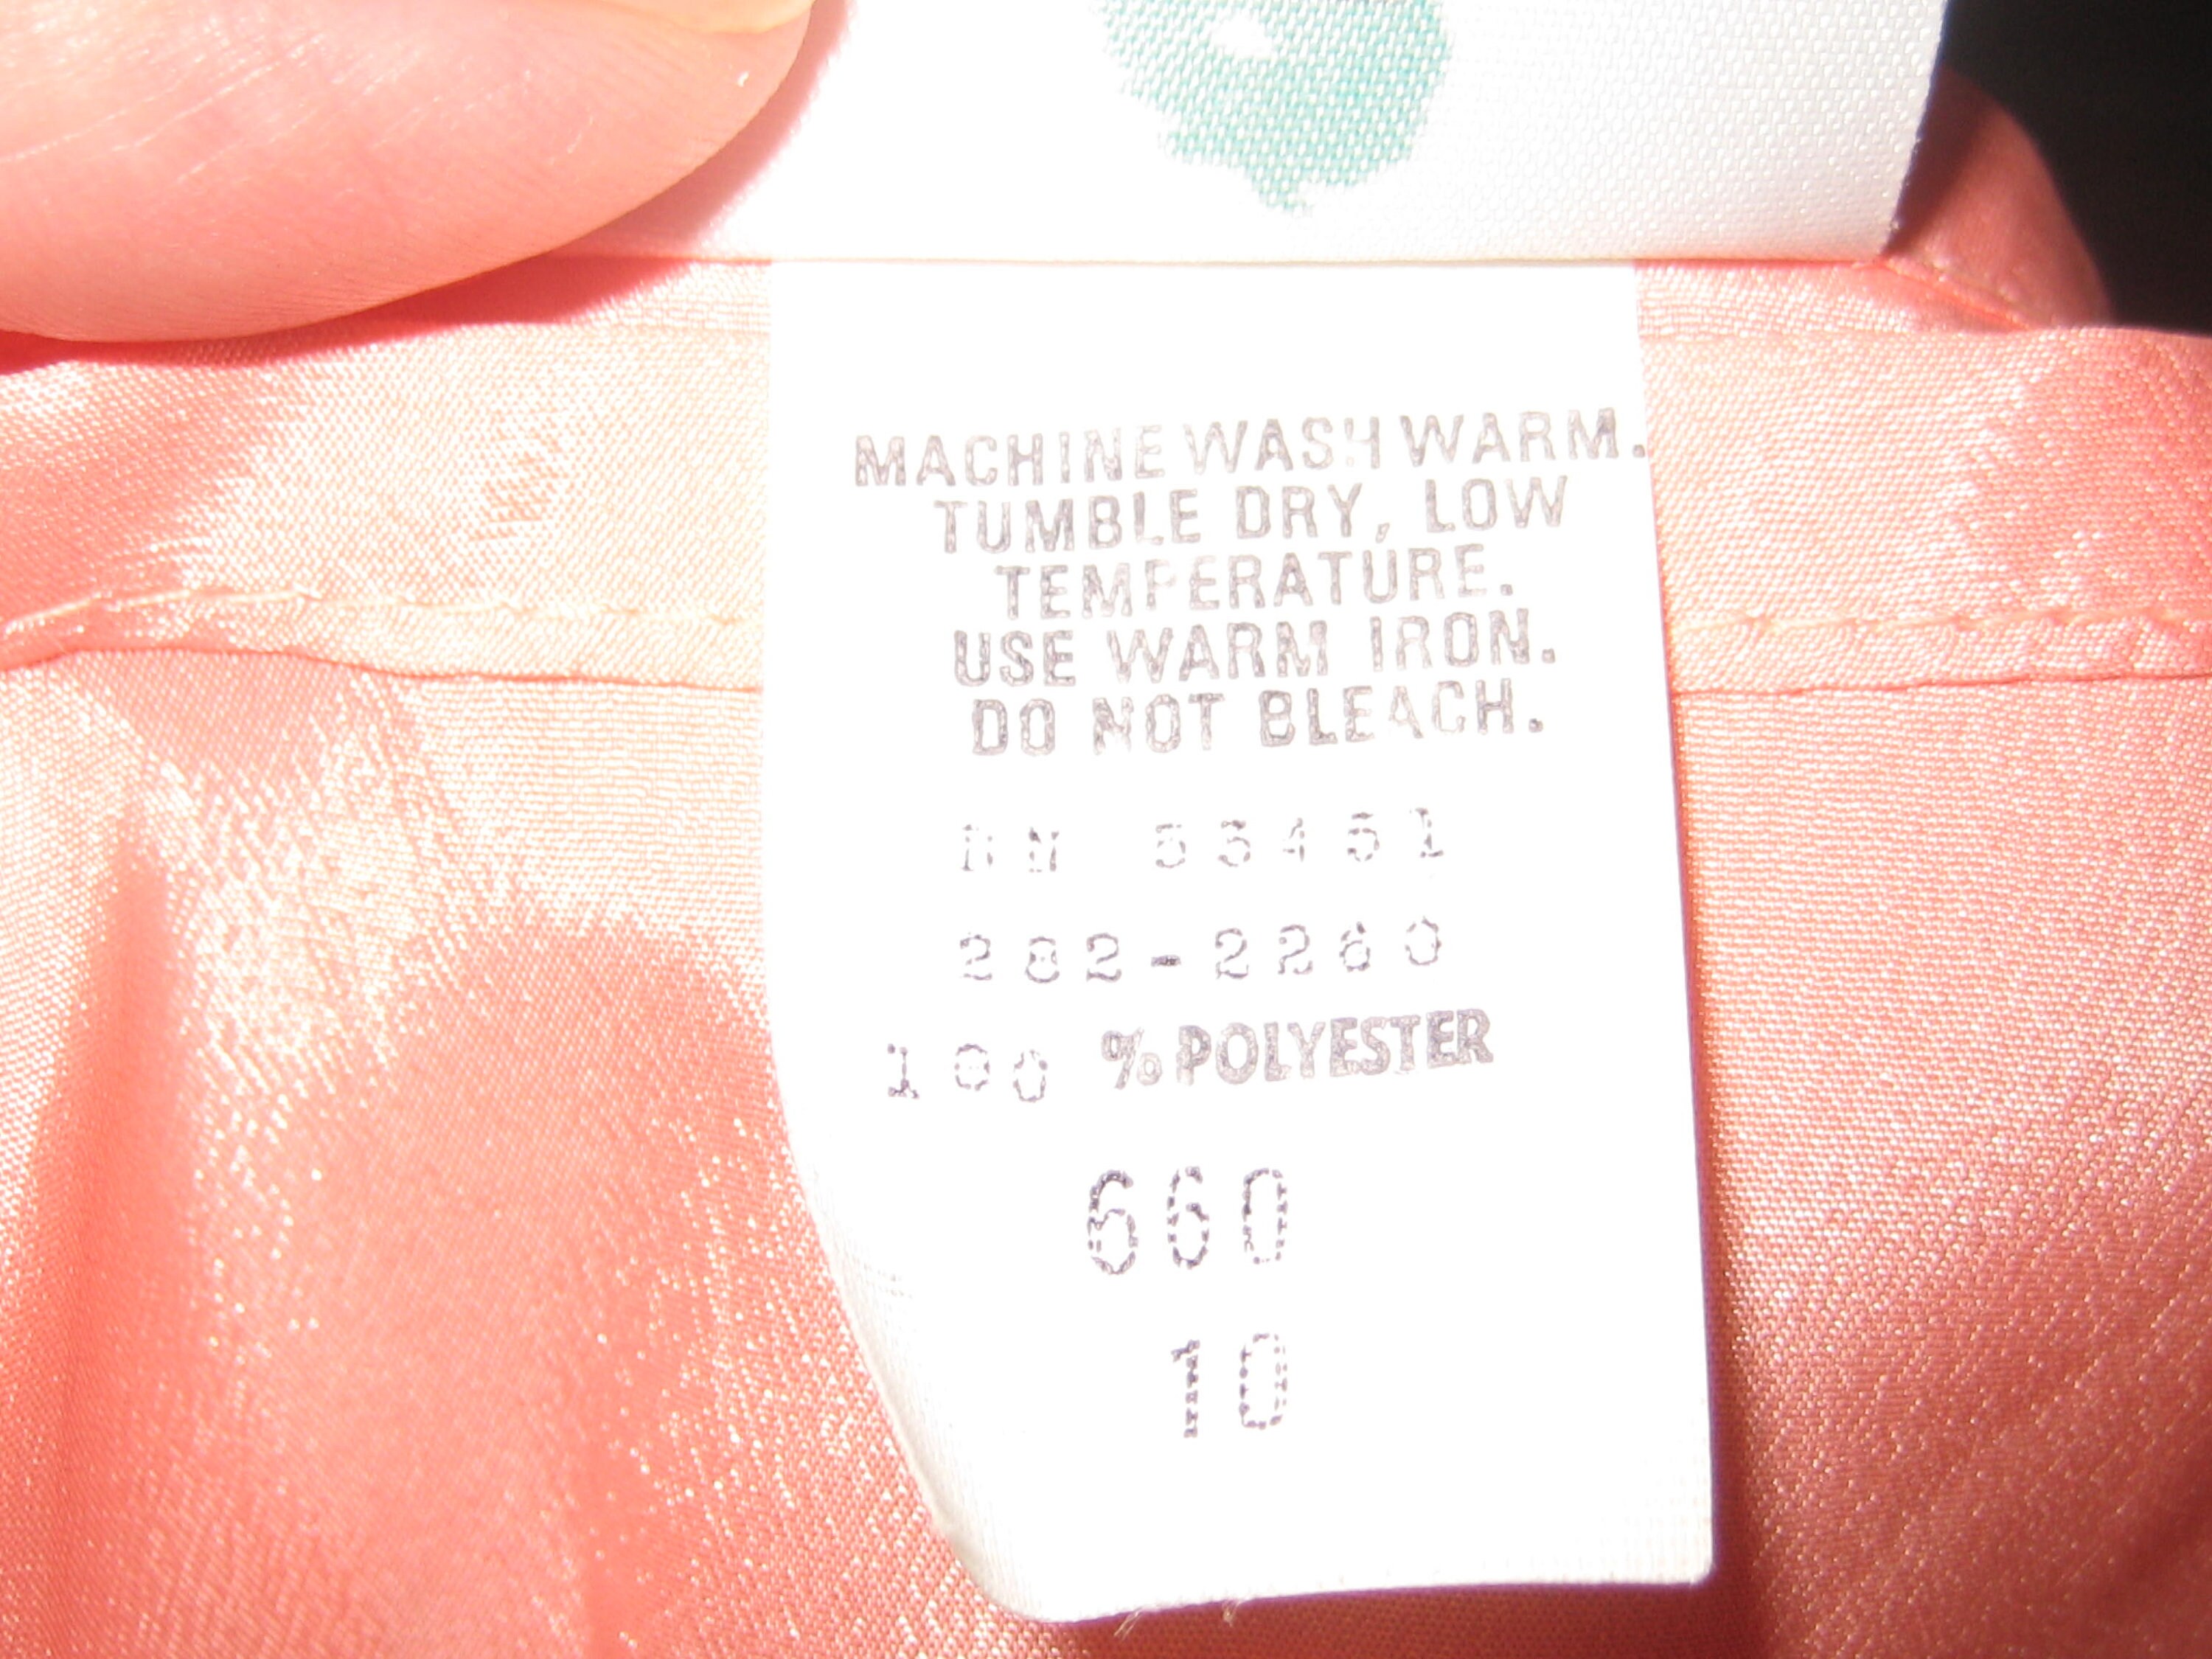 MACHINE WASH WARM.
TUMBLE DRY, LOW
TEMPERATURE.
USE WARM IRON.
DO NOT BLEACH.
RN
282-2260
100 % POLYESTER
660
10